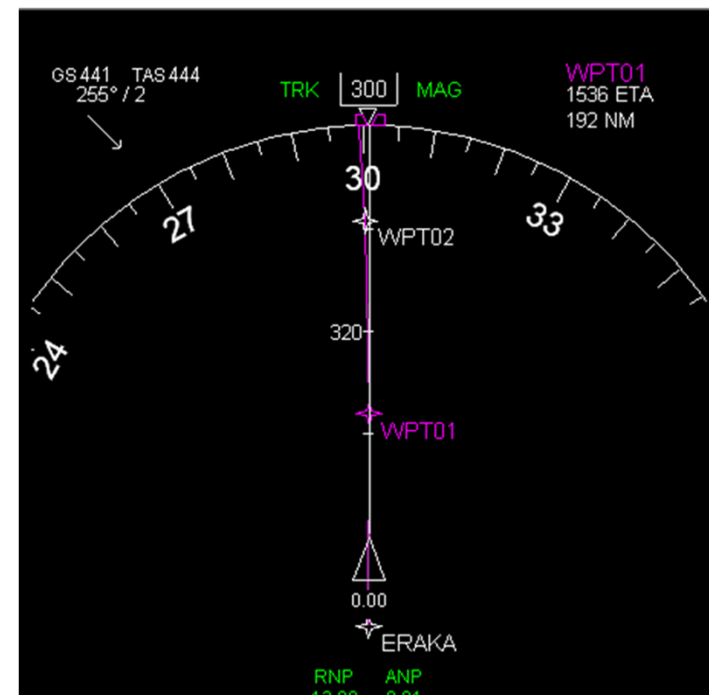 GS 441 TAS 444
255° / 2
TRK 300 MAG
WPT01
1536 ETA
192 NM
30
27
33
WPT02
320
24
WPT01
0.00
ERAKA
RNP ANP